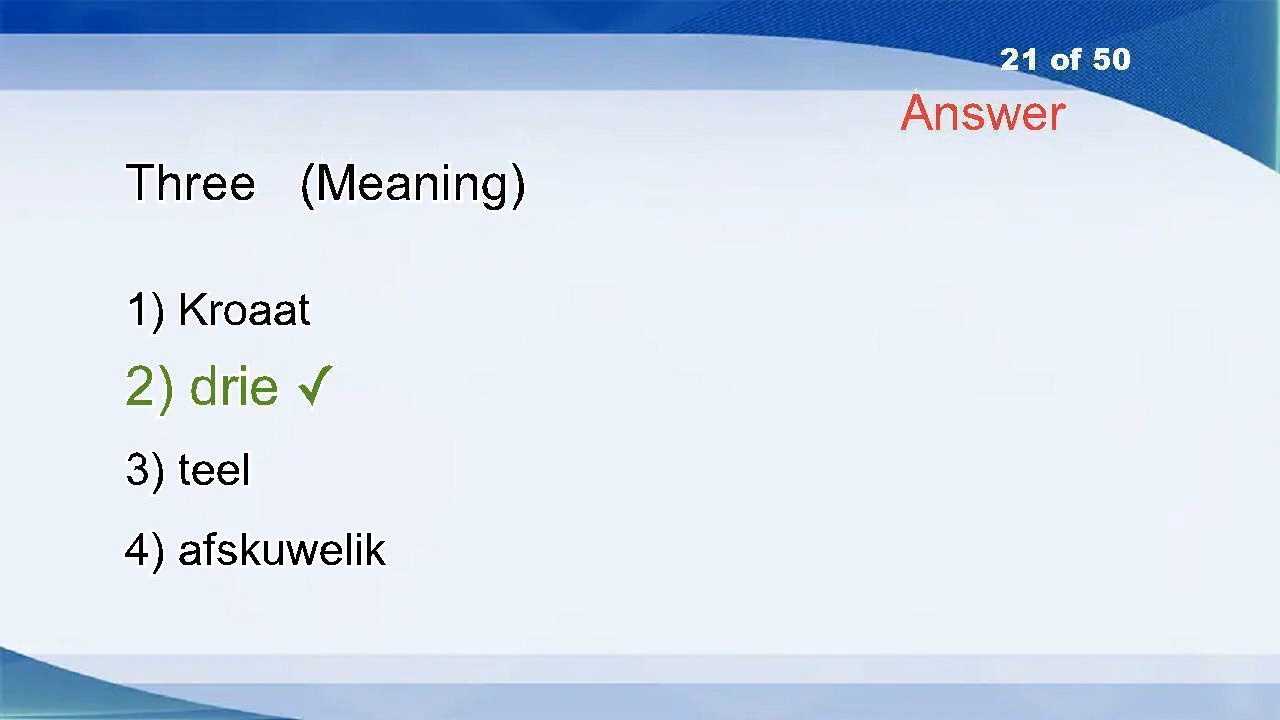 21 of 50
Answer
Three (Meaning)
1) Kroaat
2) drie ✓
3) teel
4) afskuwelik